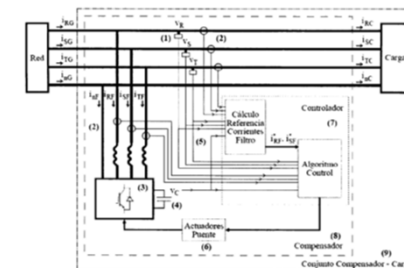 i_RG i_RC
v_R
i_SG (1) (2) i_SC
v_S
Red Carga
i_TG v_T i_TC
i_nG i_nC
i_nF i_RF i_SF i_TF
Controlador
Cálculo
Referencia
Corrientes
Filtro
(7)
(2) (5) i*_RF, i*_SF
Algoritmo
Control
(3) v_C
(4)
Actuadores
Puente
(6) (8)
Compensador (9)
Conjunto Compensador - Car